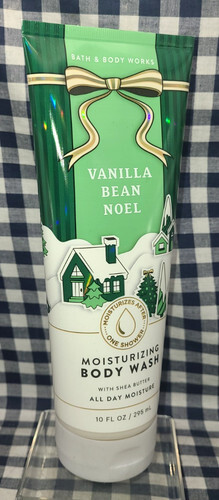 BATH & BODY WORKS
VANILLA
BEAN
NOEL
MOISTURIZES AFTER
ONE SHOWER
MOISTURIZING
BODY WASH
WITH SHEA BUTTER
ALL DAY MOISTURE
10 FL OZ / 295 mL